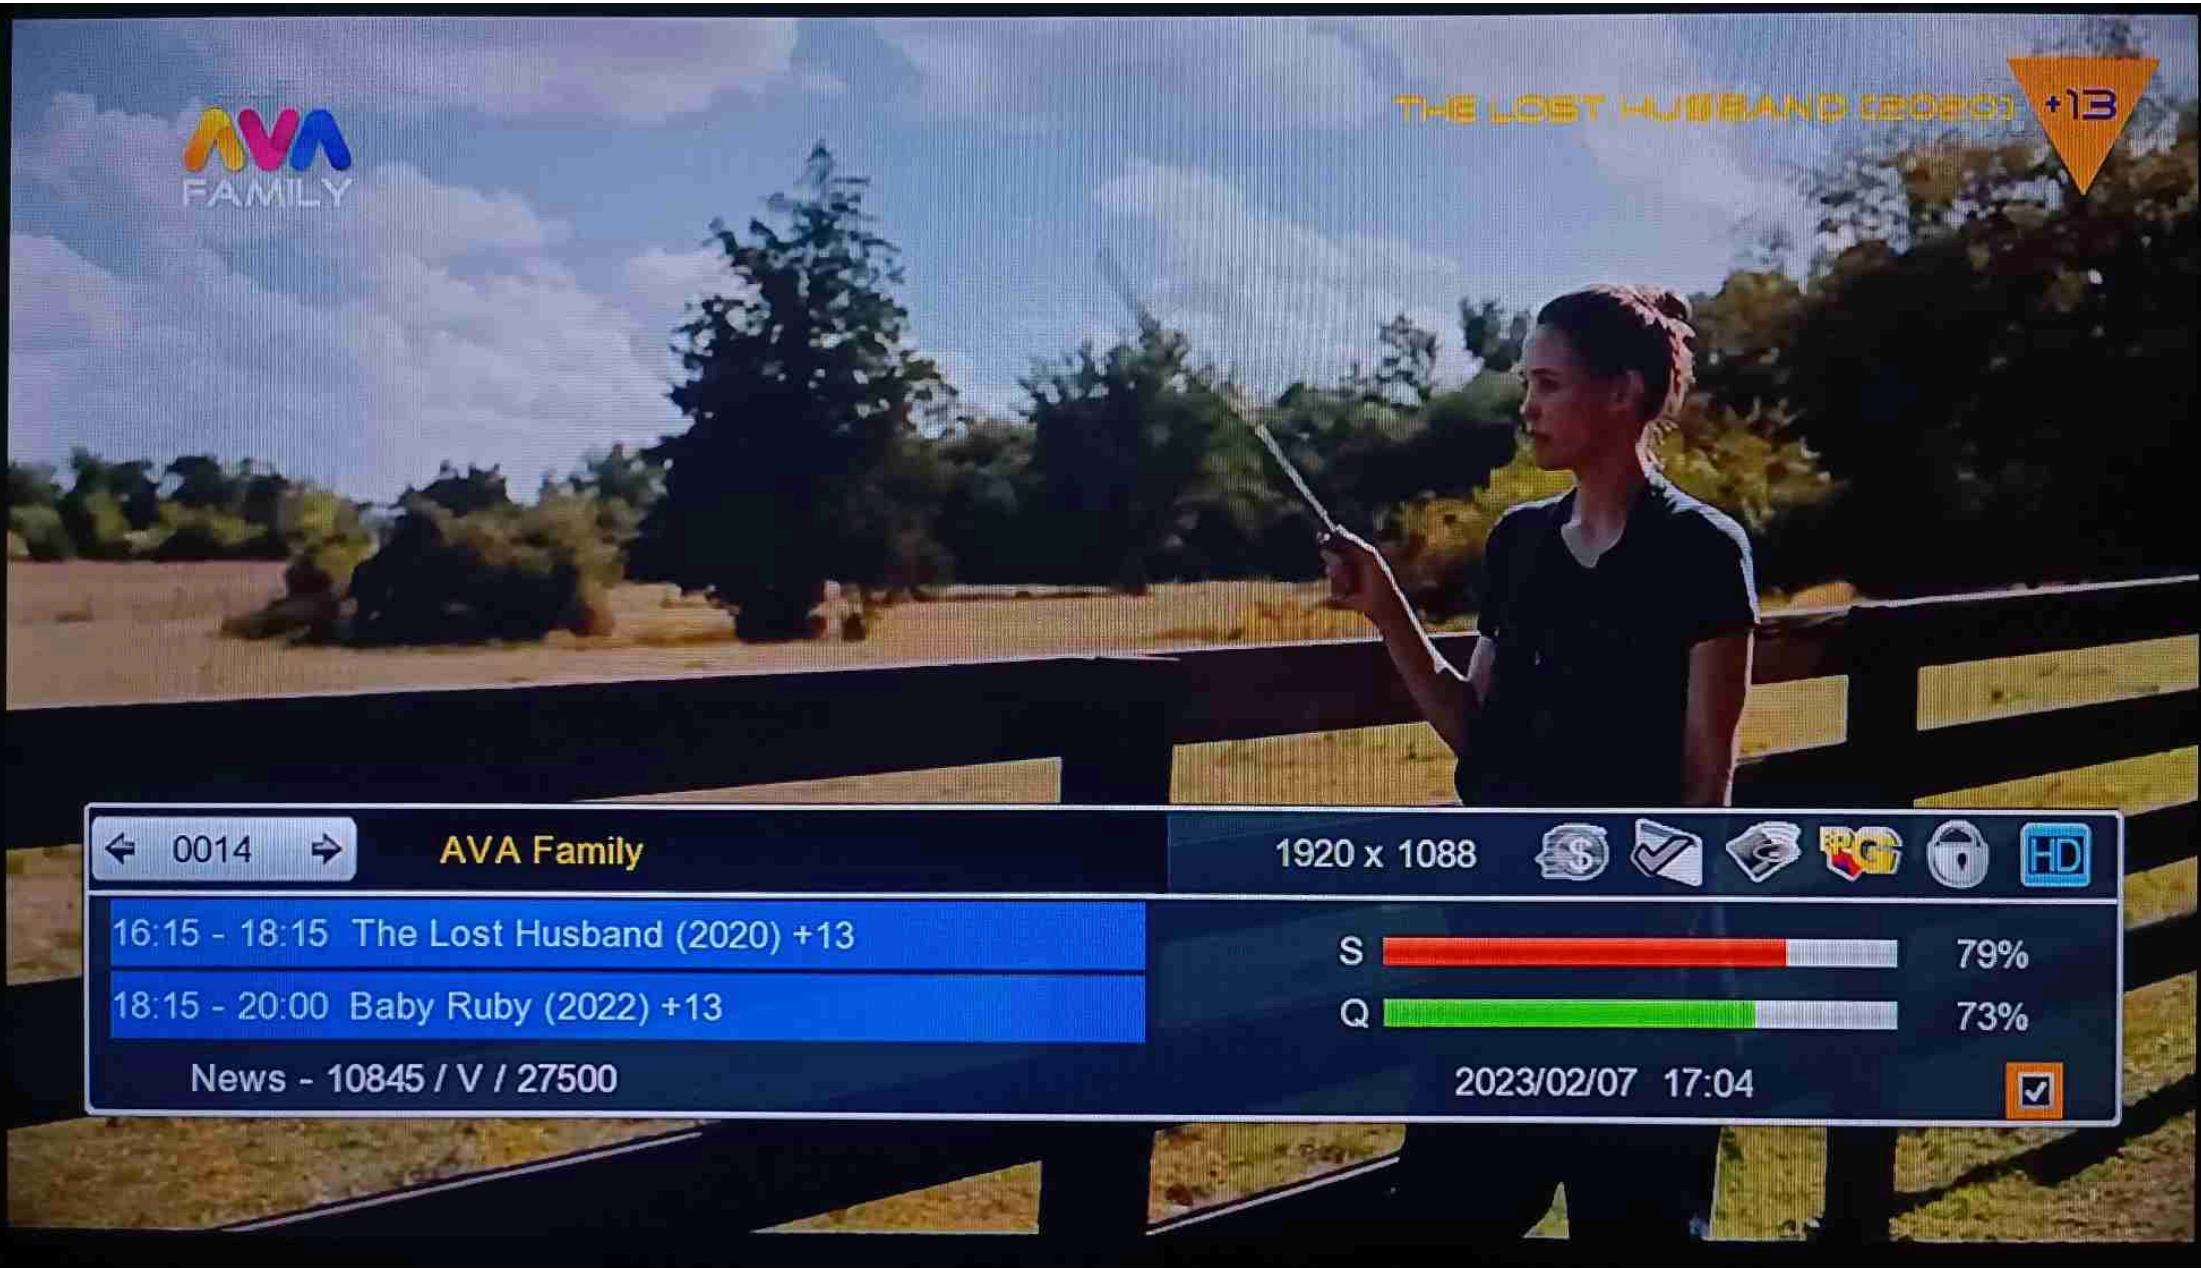 AVA
FAMILY
THE LOST HUSBAND (2020)
+13
0014
AVA Family
1920 x 1088
$
EPG
HD
16:15 - 18:15 The Lost Husband (2020) +13
18:15 - 20:00 Baby Ruby (2022) +13
S
79%
Q
73%
News - 10845 / V / 27500
2023/02/07 17:04